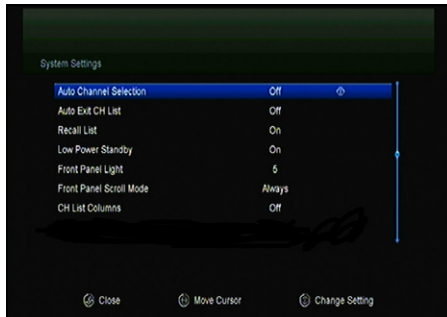 System Settings
Auto Channel Selection Off
Auto Exit CH List Off
Recall List On
Low Power Standby On
Front Panel Light 5
Front Panel Scroll Mode Always
CH List Columns Off
Close Move Cursor Change Setting